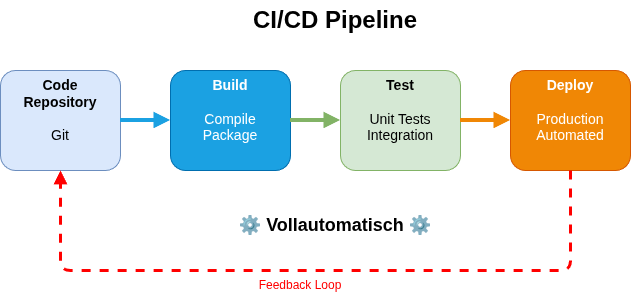 CI/CD Pipeline
Code
Repository
Git
Build
Compile
Package
Test
Unit Tests
Integration
Deploy
Production
Automated
⚙️ Vollautomatisch ⚙️
Feedback Loop